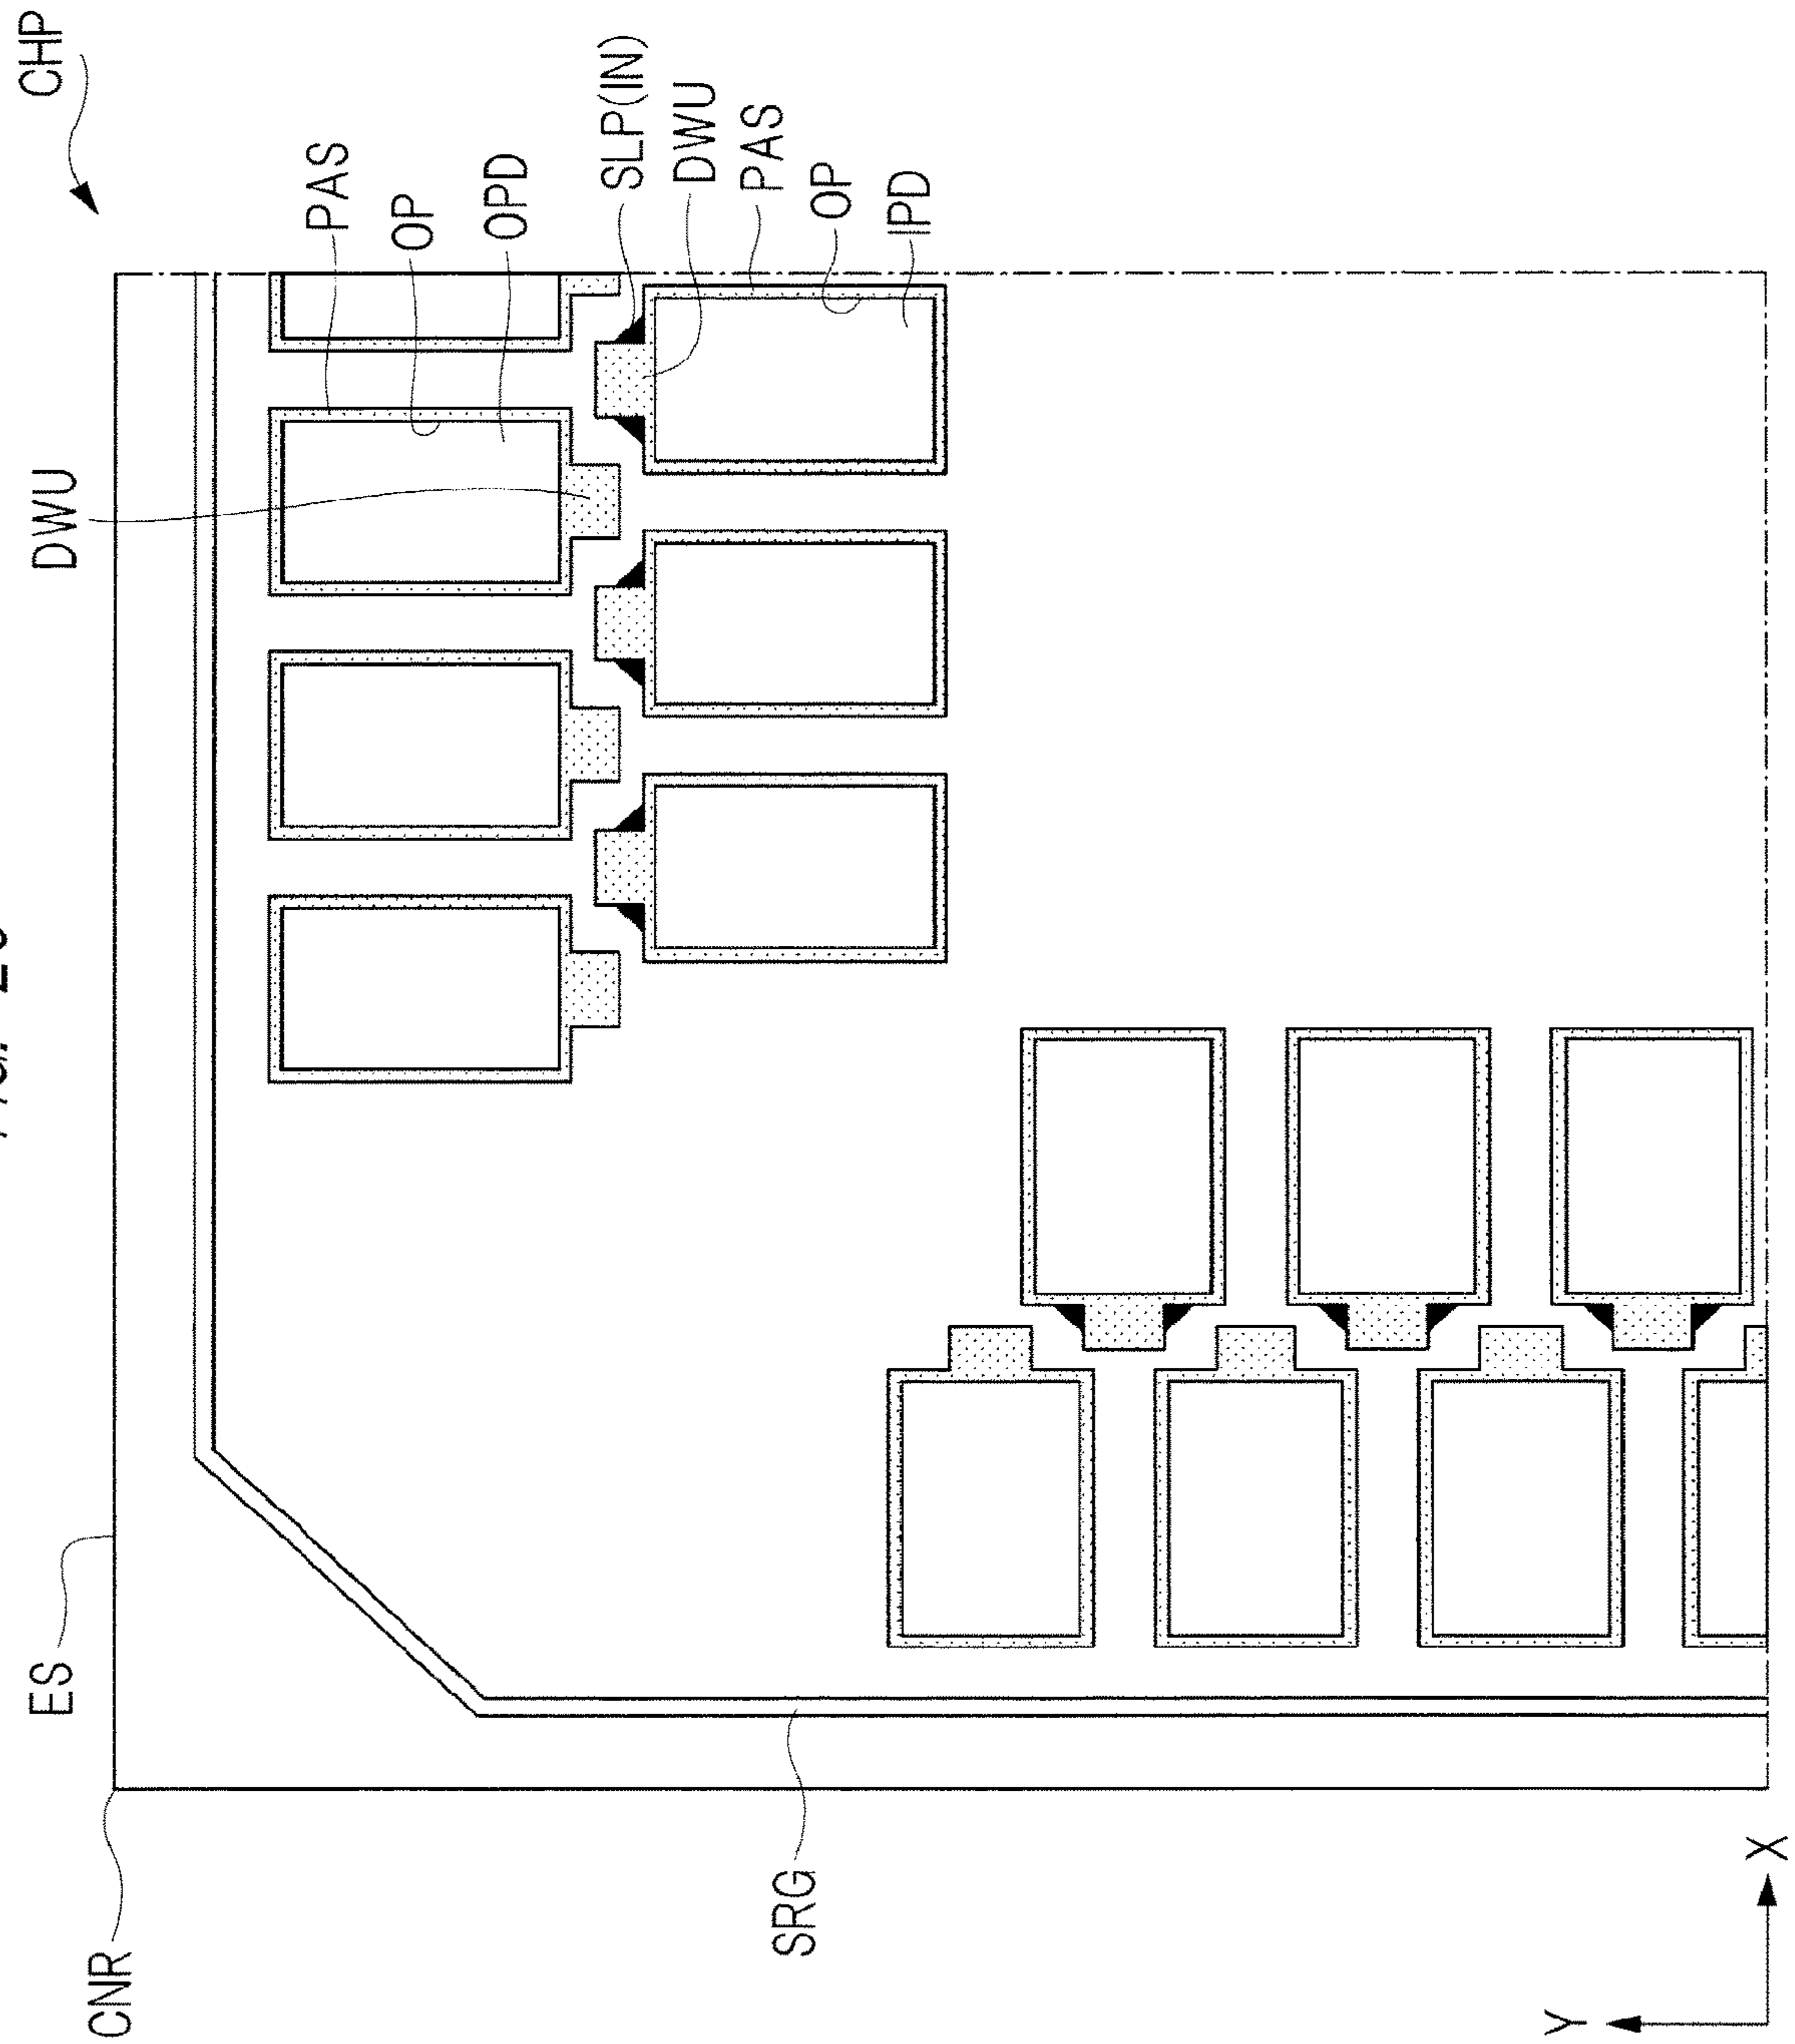 CHP
PAS
OP
OPD
SLP(IN)
DWU
PAS
OP
IPD
DWU
ES
CNR
SRG
Y
X